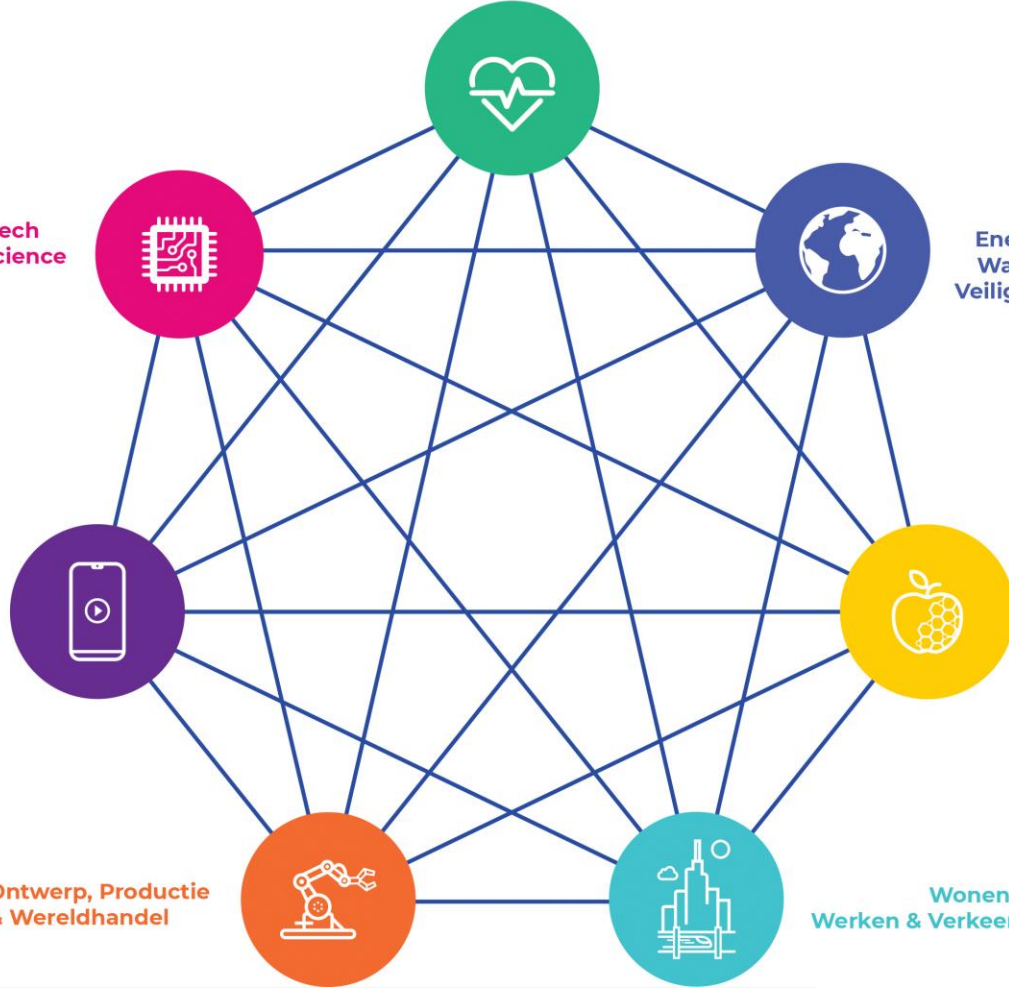 ech
cience
Ene
Wa
Veilig
Ontwerp, Productie
& Wereldhandel
Wonen
Werken & Verkeer